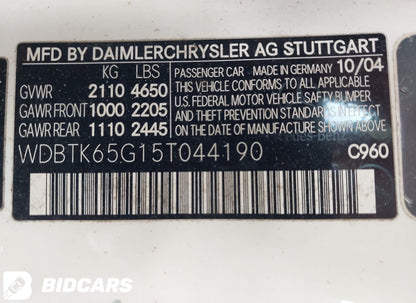 MFD BY DAIMLERCHRYSLER AG STUTTGART
KG LBS
GVWR 2110 4650
GAWR FRONT 1000 2205
GAWR REAR 1110 2445
PASSENGER CAR MADE IN GERMANY 10/04
THIS VEHICLE CONFORMS TO ALL APPLICABLE
U.S. FEDERAL MOTOR VEHICLE SAFETY, BUMPER,
AND THEFT PREVENTION STANDARDS IN EFFECT
ON THE DATE OF MANUFACTURE SHOWN ABOVE
WDBTK65G15T044190
C960
BIDCARS